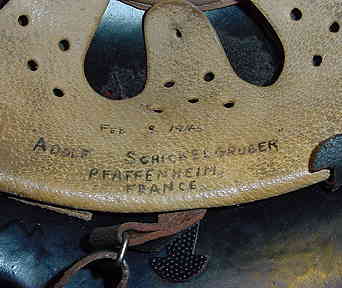 Feb 9 1945
ADOLF SCHICKELGRUBER
PFAFFENHEIM,
FRANCE